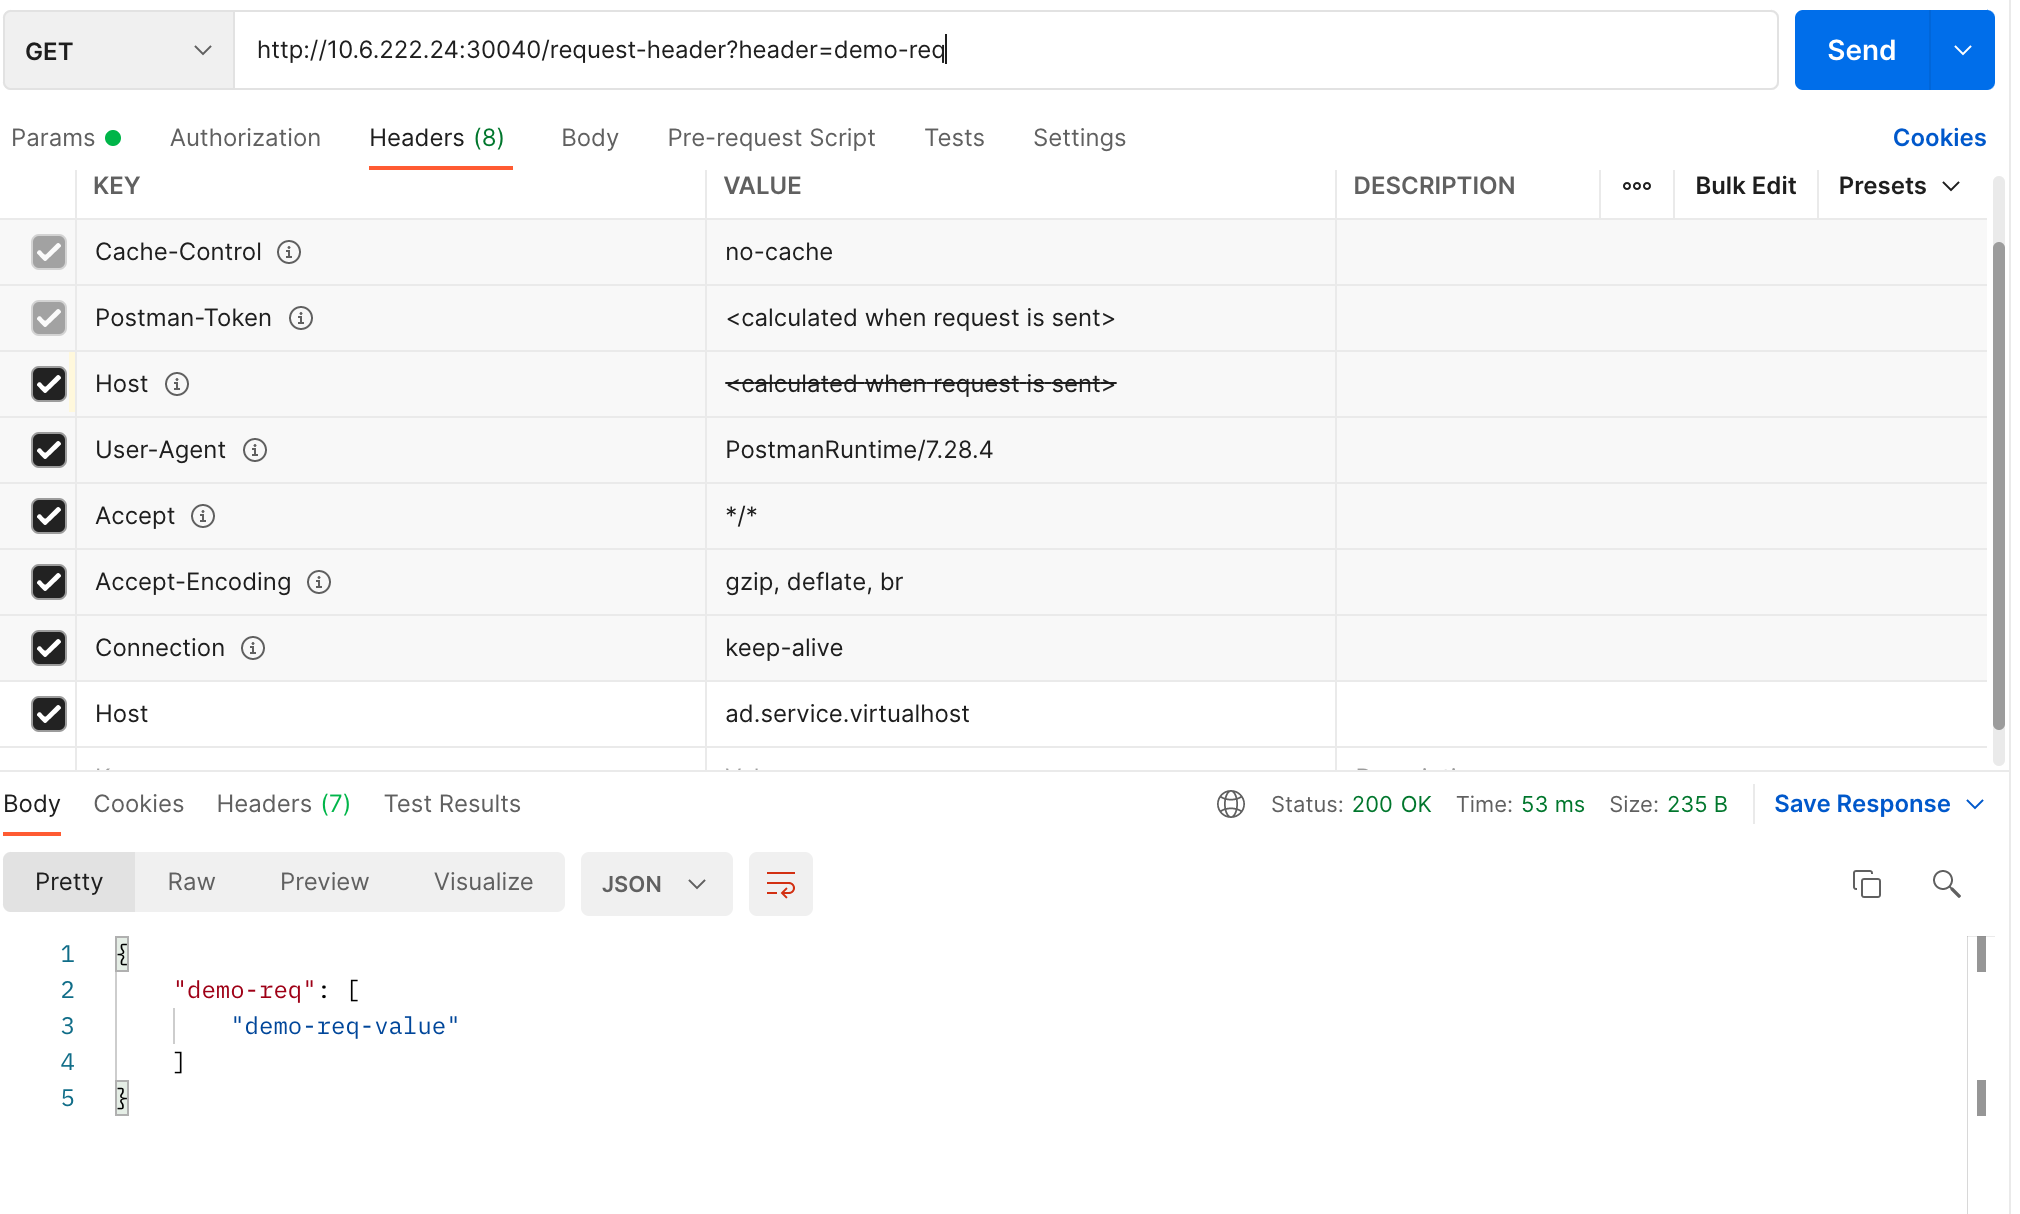 GET http://10.6.222.24:30040/request-header?header=demo-req Send
Params Authorization Headers (8) Body Pre-request Script Tests Settings Cookies
KEY VALUE DESCRIPTION Bulk Edit Presets
Cache-Control no-cache
Postman-Token <calculated when request is sent>
Host <calculated when request is sent>
User-Agent PostmanRuntime/7.28.4
Accept */*
Accept-Encoding gzip, deflate, br
Connection keep-alive
Host ad.service.virtualhost
Body Cookies Headers (7) Test Results Status: 200 OK Time: 53 ms Size: 235 B Save Response
Pretty Raw Preview Visualize JSON
1 {
2 "demo-req": [
3 "demo-req-value"
4 ]
5 }